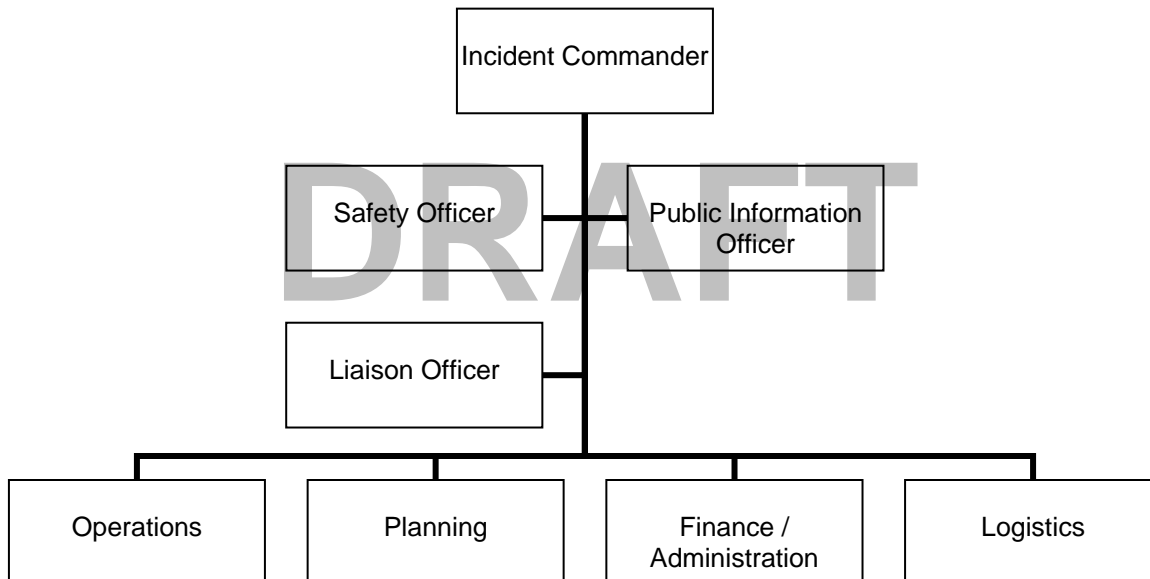 Incident Commander
DRAFT
Safety Officer
Public Information
Officer
Liaison Officer
Operations
Planning
Finance /
Administration
Logistics